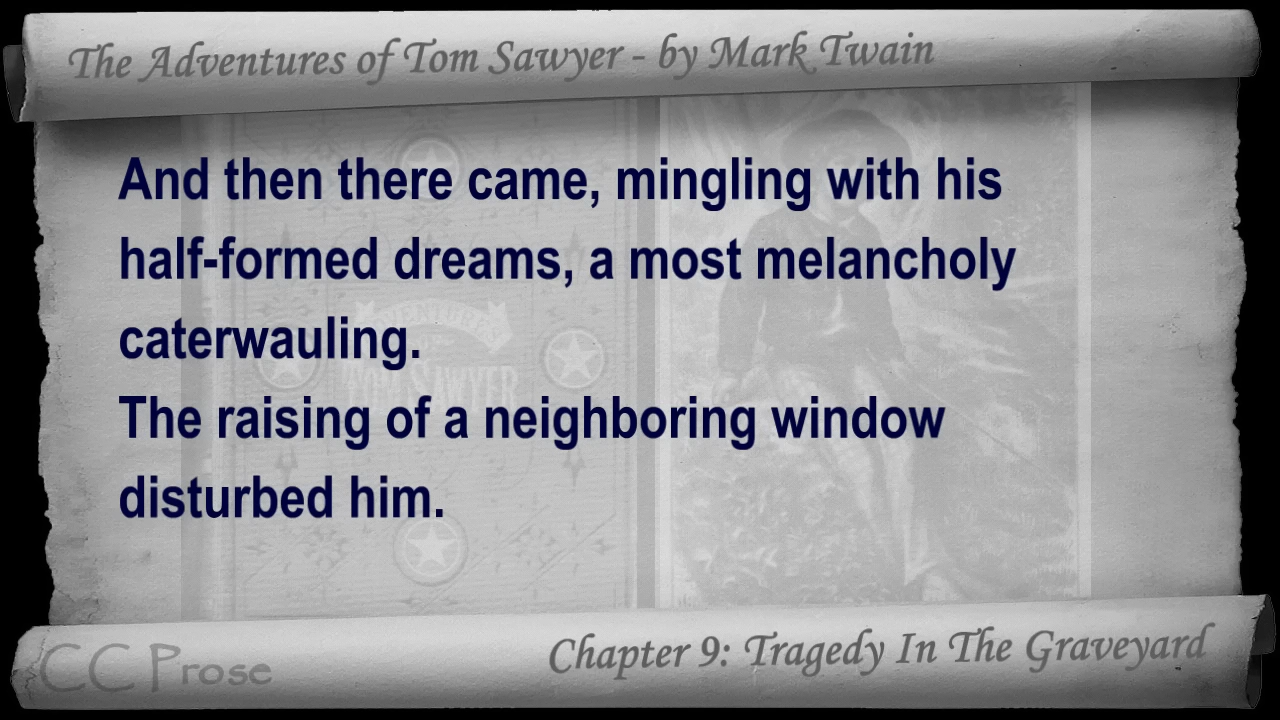 The Adventures of Tom Sawyer - by Mark Twain
And then there came, mingling with his
half-formed dreams, a most melancholy
caterwauling.
The raising of a neighboring window
disturbed him.
CC Prose
Chapter 9: Tragedy In The Graveyard